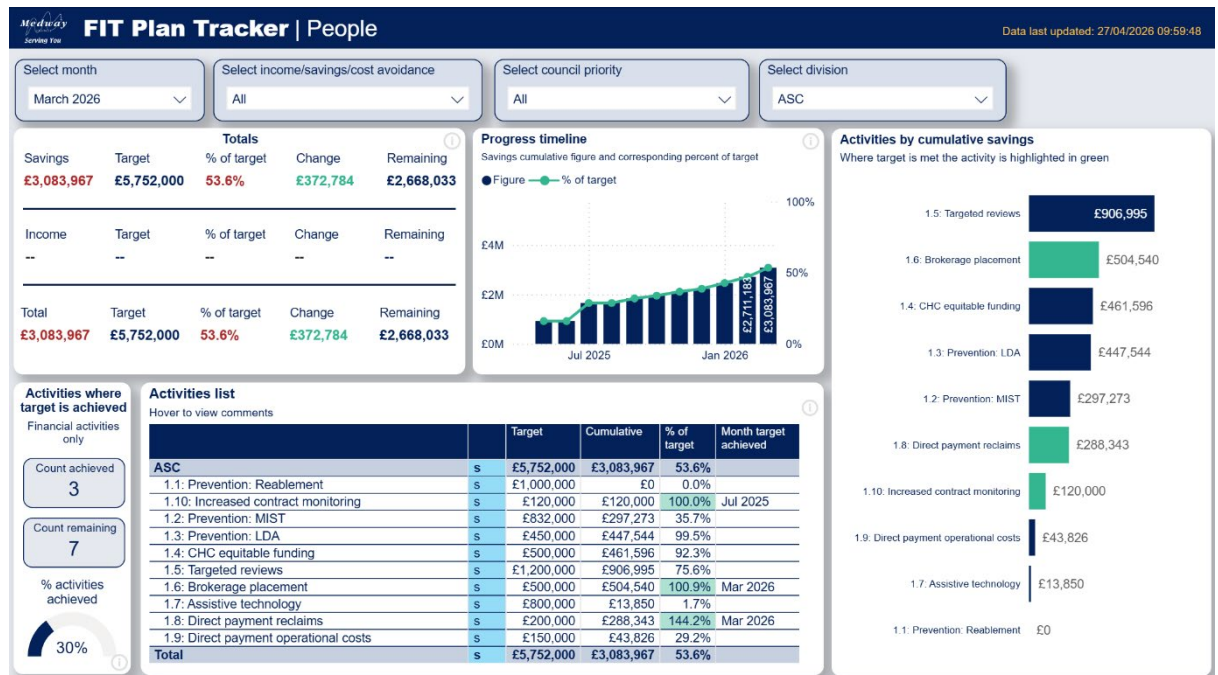 Medway
Serving You
FIT Plan Tracker | People
Data last updated: 27/04/2026 09:59:48
Select month
March 2026
Select income/savings/cost avoidance
All
Select council priority
All
Select division
ASC
Totals
Savings Target % of target Change Remaining
£3,083,967 £5,752,000 53.6% £372,784 £2,668,033
Income Target % of target Change Remaining
-- -- -- -- --
Total Target % of target Change Remaining
£3,083,967 £5,752,000 53.6% £372,784 £2,668,033
Progress timeline
Savings cumulative figure and corresponding percent of target
Figure % of target
100%
£4M
50%
£2M
£2,711,183
£3,083,967
£0M
0%
Jul 2025 Jan 2026
Activities by cumulative savings
Where target is met the activity is highlighted in green
1.5: Targeted reviews £906,995
1.6: Brokerage placement £504,540
1.4: CHC equitable funding £461,596
1.3: Prevention: LDA £447,544
1.2: Prevention: MIST £297,273
1.8: Direct payment reclaims £288,343
1.10: Increased contract monitoring £120,000
1.9: Direct payment operational costs £43,826
1.7: Assistive technology £13,850
1.1: Prevention: Reablement £0
Activities where
target is achieved
Financial activities
only
Count achieved
3
Count remaining
7
% activities
achieved
30%
Activities list
Hover to view comments
Target Cumulative % of target Month target achieved
ASC s £5,752,000 £3,083,967 53.6%
1.1: Prevention: Reablement s £1,000,000 £0 0.0%
1.10: Increased contract monitoring s £120,000 £120,000 100.0% Jul 2025
1.2: Prevention: MIST s £832,000 £297,273 35.7%
1.3: Prevention: LDA s £450,000 £447,544 99.5%
1.4: CHC equitable funding s £500,000 £461,596 92.3%
1.5: Targeted reviews s £1,200,000 £906,995 75.6%
1.6: Brokerage placement s £500,000 £504,540 100.9% Mar 2026
1.7: Assistive technology s £800,000 £13,850 1.7%
1.8: Direct payment reclaims s £200,000 £288,343 144.2% Mar 2026
1.9: Direct payment operational costs s £150,000 £43,826 29.2%
Total s £5,752,000 £3,083,967 53.6%